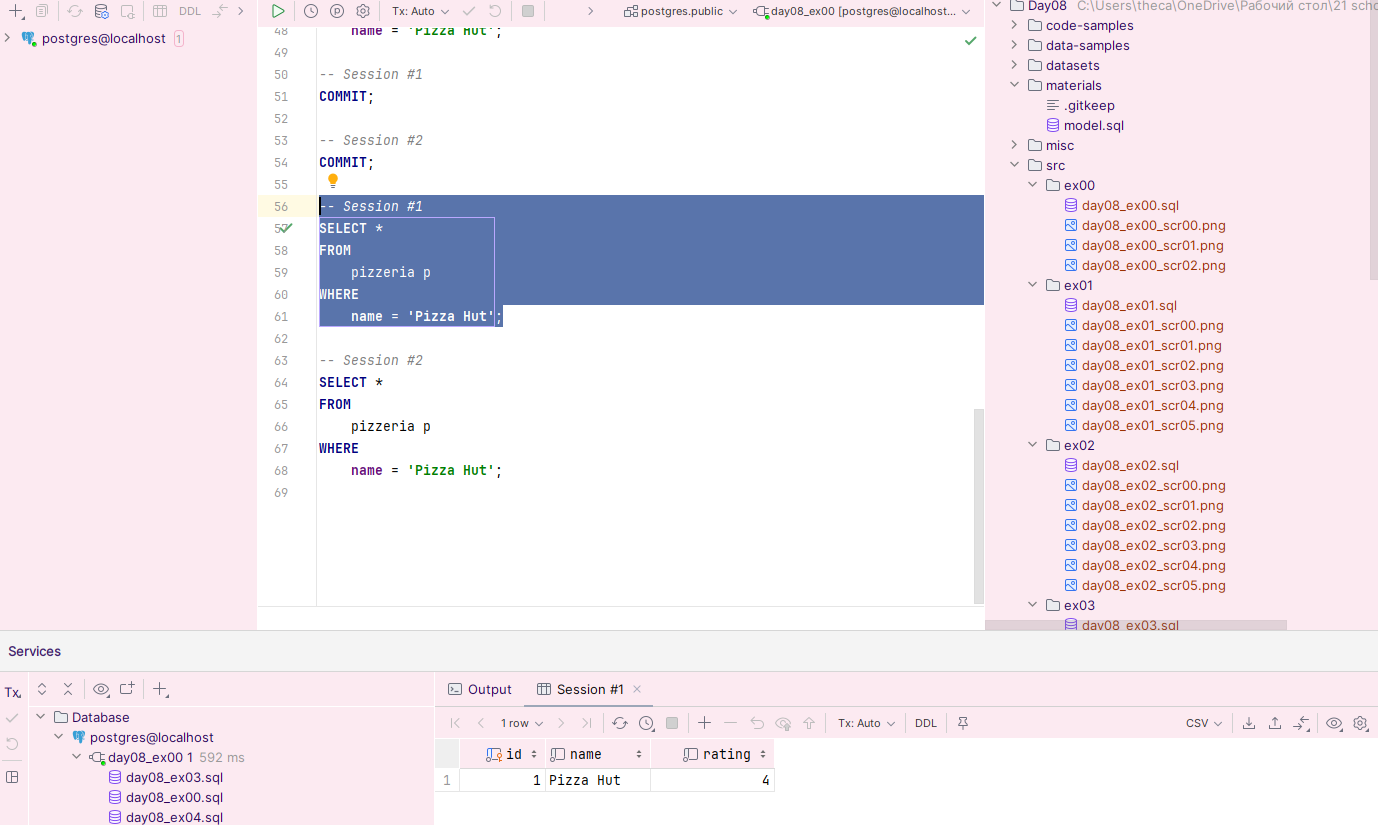 DDL
Tx: Auto
postgres.public
day08_ex00 [postgres@localhost...
postgres@localhost 1
48 name = 'Pizza Hut';
49
50 -- Session #1
51 COMMIT;
52
53 -- Session #2
54 COMMIT;
55
56 -- Session #1
57 SELECT *
58 FROM
59 pizzeria p
60 WHERE
61 name = 'Pizza Hut';
62
63 -- Session #2
64 SELECT *
65 FROM
66 pizzeria p
67 WHERE
68 name = 'Pizza Hut';
69
Day08 C:\Users\theca\OneDrive\Рабочий стол\21 scho
code-samples
data-samples
datasets
materials
.gitkeep
model.sql
misc
src
ex00
day08_ex00.sql
day08_ex00_scr00.png
day08_ex00_scr01.png
day08_ex00_scr02.png
ex01
day08_ex01.sql
day08_ex01_scr00.png
day08_ex01_scr01.png
day08_ex01_scr02.png
day08_ex01_scr03.png
day08_ex01_scr04.png
day08_ex01_scr05.png
ex02
day08_ex02.sql
day08_ex02_scr00.png
day08_ex02_scr01.png
day08_ex02_scr02.png
day08_ex02_scr03.png
day08_ex02_scr04.png
day08_ex02_scr05.png
ex03
day08_ex03.sql
Services
Tx
Database
postgres@localhost
day08_ex00 1 592 ms
day08_ex03.sql
day08_ex00.sql
day08_ex04.sql
Output Session #1
1 row Tx: Auto DDL CSV
id name rating
1 1 Pizza Hut 4